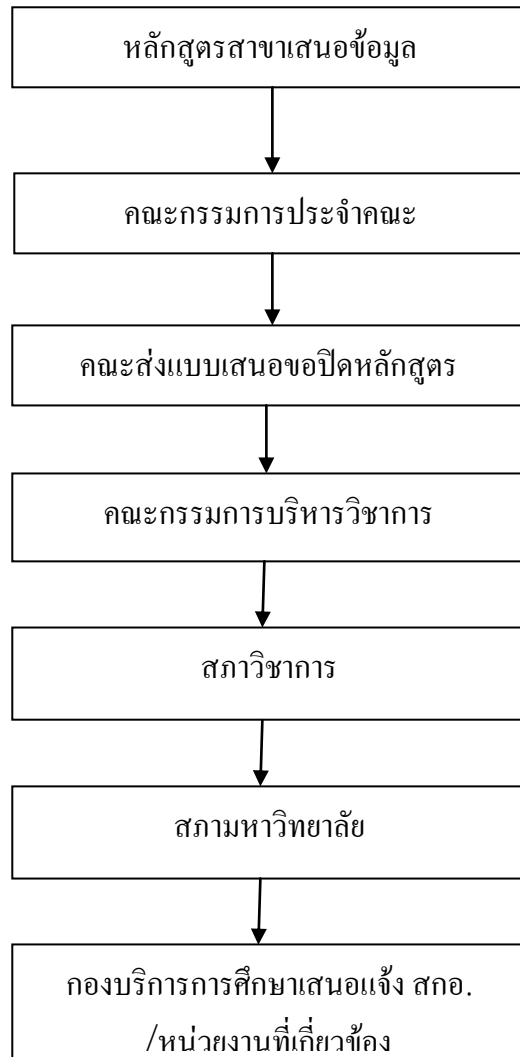 หลักสูตรสาขาเสนอข้อมูล
คณะกรรมการประจำคณะ
คณะส่งแบบเสนอขอปิดหลักสูตร
คณะกรรมการบริหารวิชาการ
สภาวิชาการ
สภามหาวิทยาลัย
กองบริการการศึกษาเสนอแจ้ง สกอ.
/หน่วยงานที่เกี่ยวข้อง